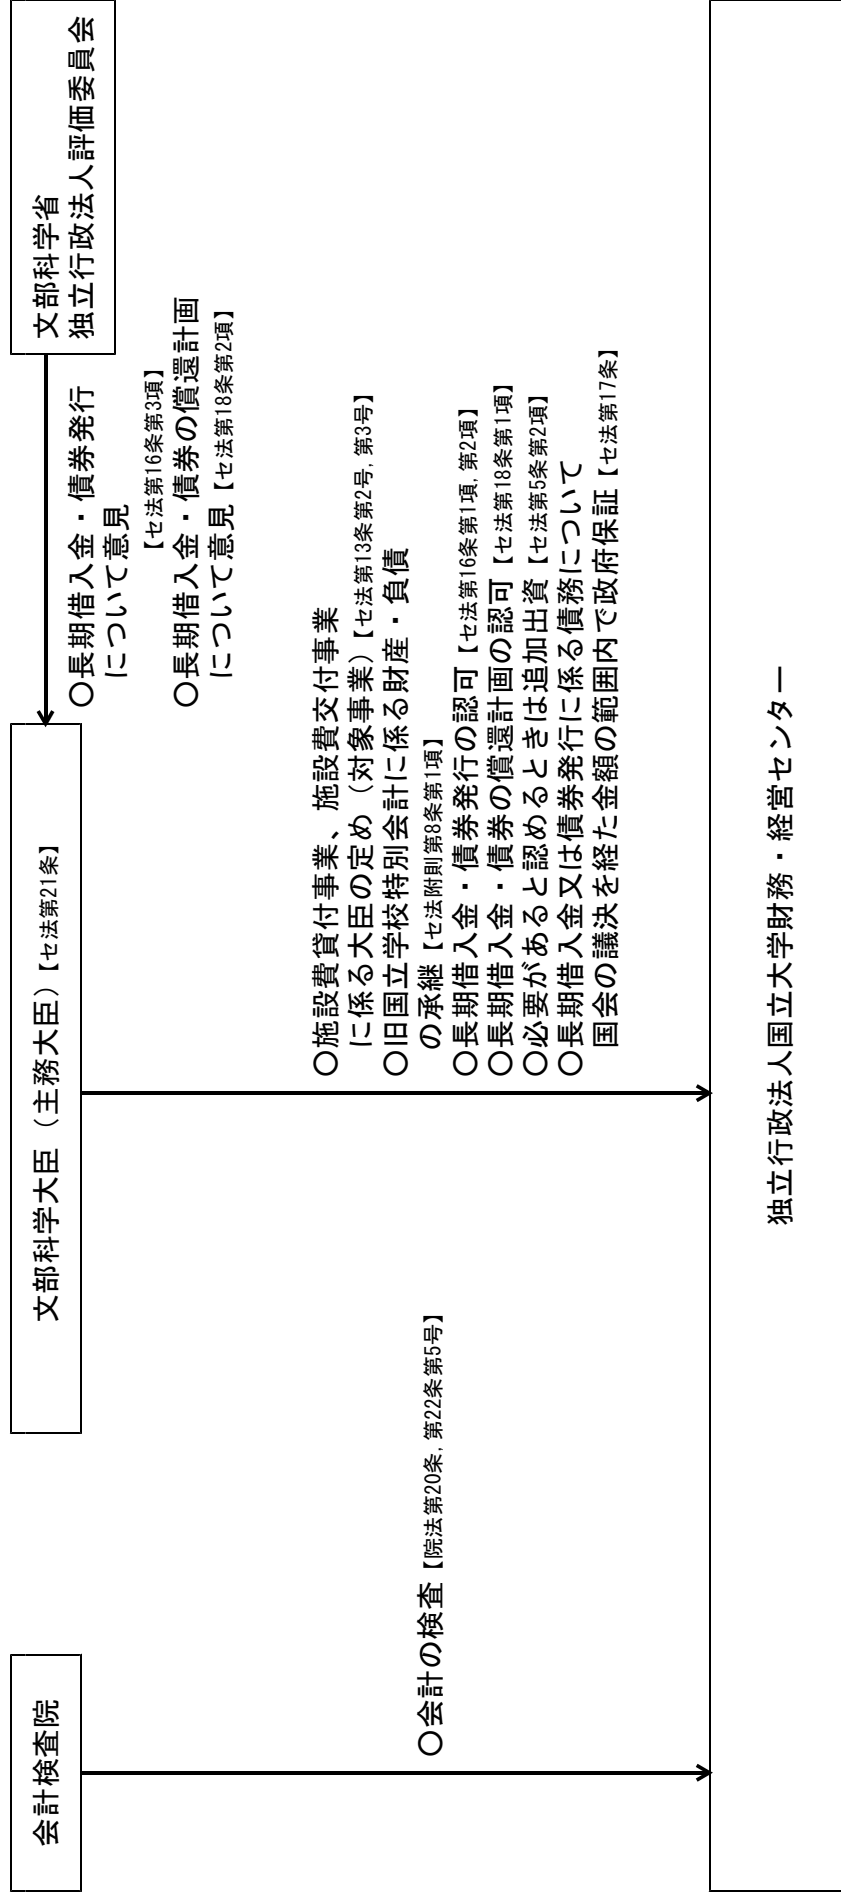 会計検査院
文部科学大臣（主務大臣）【セ法第21条】
文部科学省
独立行政法人評価委員会
○長期借入金・債券発行
について意見
【セ法第16条第3項】
○長期借入金・債券の償還計画
について意見【セ法第18条第2項】
○会計の検査【院法第20条，第22条第5号】
○施設費貸付事業、施設費交付事業
に係る大臣の定め（対象事業）【セ法第13条第2号，第3号】
○旧国立学校特別会計に係る財産・負債
の承継【セ法附則第8条第1項】
○長期借入金・債券発行の認可【セ法第16条第1項，第2項】
○長期借入金・債券の償還計画の認可【セ法第18条第1項】
○必要があると認めるときは追加出資【セ法第5条第2項】
○長期借入金又は債券発行に係る債務について
国会の議決を経た金額の範囲内で政府保証【セ法第17条】
独立行政法人国立大学財務・経営センター